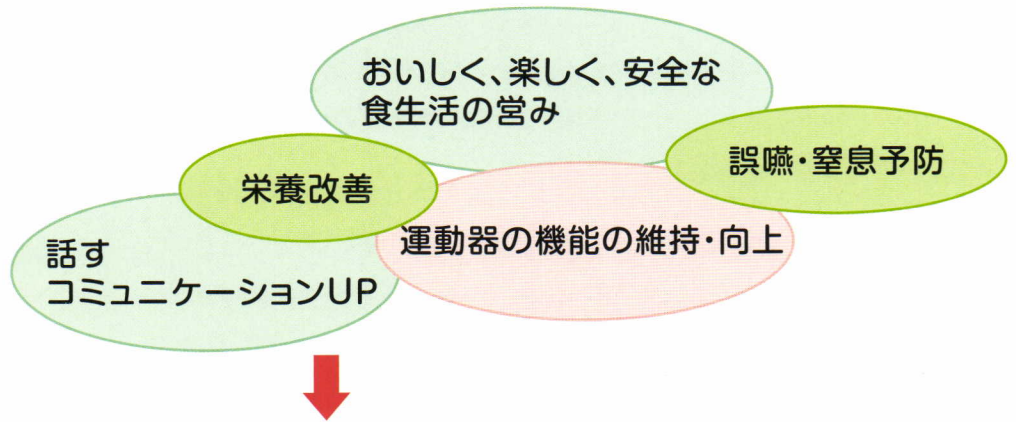 おいしく、楽しく、安全な
食生活の営み
誤嚥・窒息予防
栄養改善
運動器の機能の維持・向上
話す
コミュニケーションUP